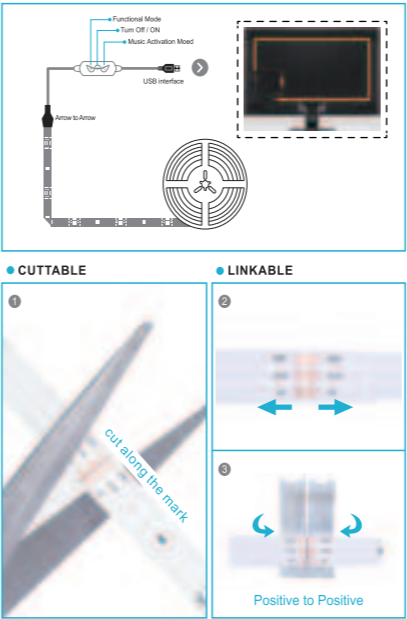 Functional Mode
Turn Off / ON
Music Activation Moed
USB interface
Arrow to Arrow
CUTTABLE
LINKABLE
1
cut along the mark
2
3
Positive to Positive